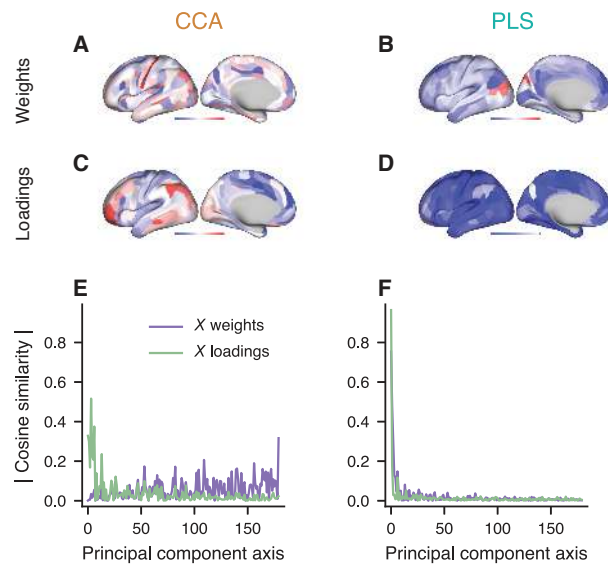 CCA
PLS
A
B
Weights
C
D
Loadings
E
F
X weights
X loadings
| Cosine similarity |
0.8
0.6
0.4
0.2
0.0
0
50
100
150
Principal component axis
0.8
0.6
0.4
0.2
0.0
0
50
100
150
Principal component axis